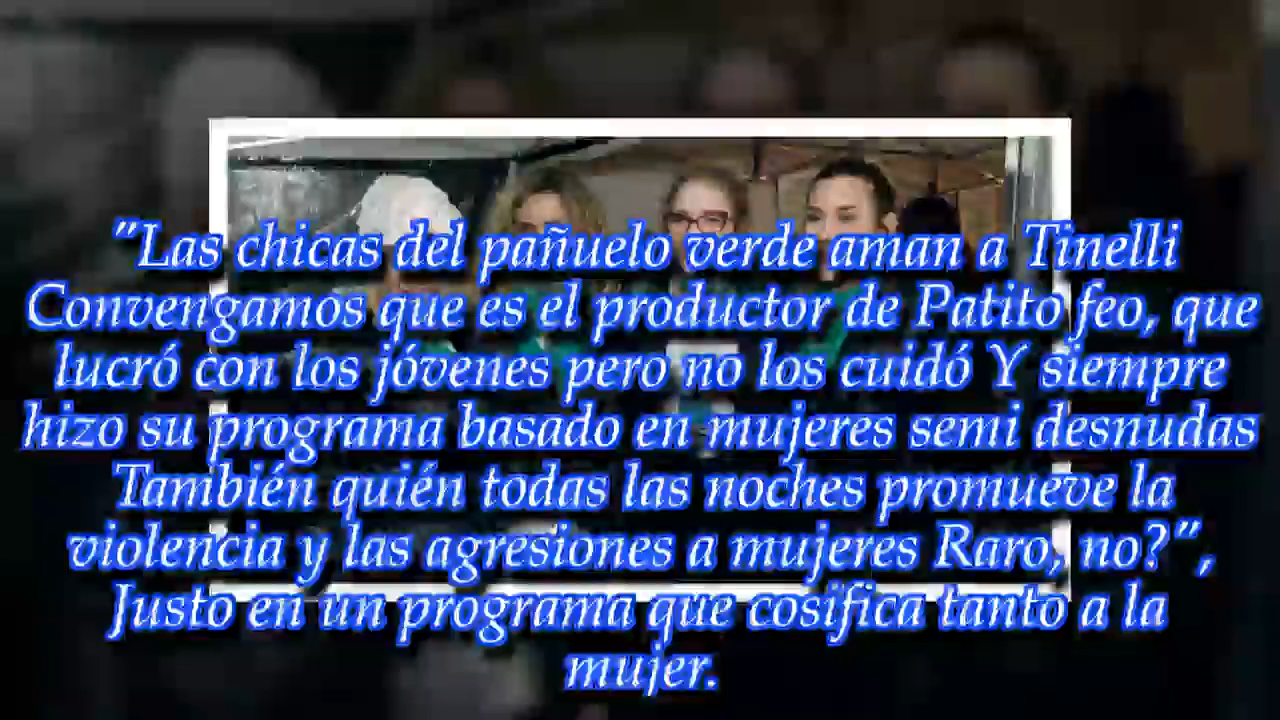 "Las chicas del pañuelo verde aman a Tinelli
Convengamos que es el productor de Patito feo, que
lucró con los jóvenes pero no los cuidó Y siempre
hizo su programa basado en mujeres semi desnudas
También quién todas las noches promueve la
violencia y las agresiones a mujeres Raro, no?",
Justo en un programa que cosifica tanto a la
mujer.